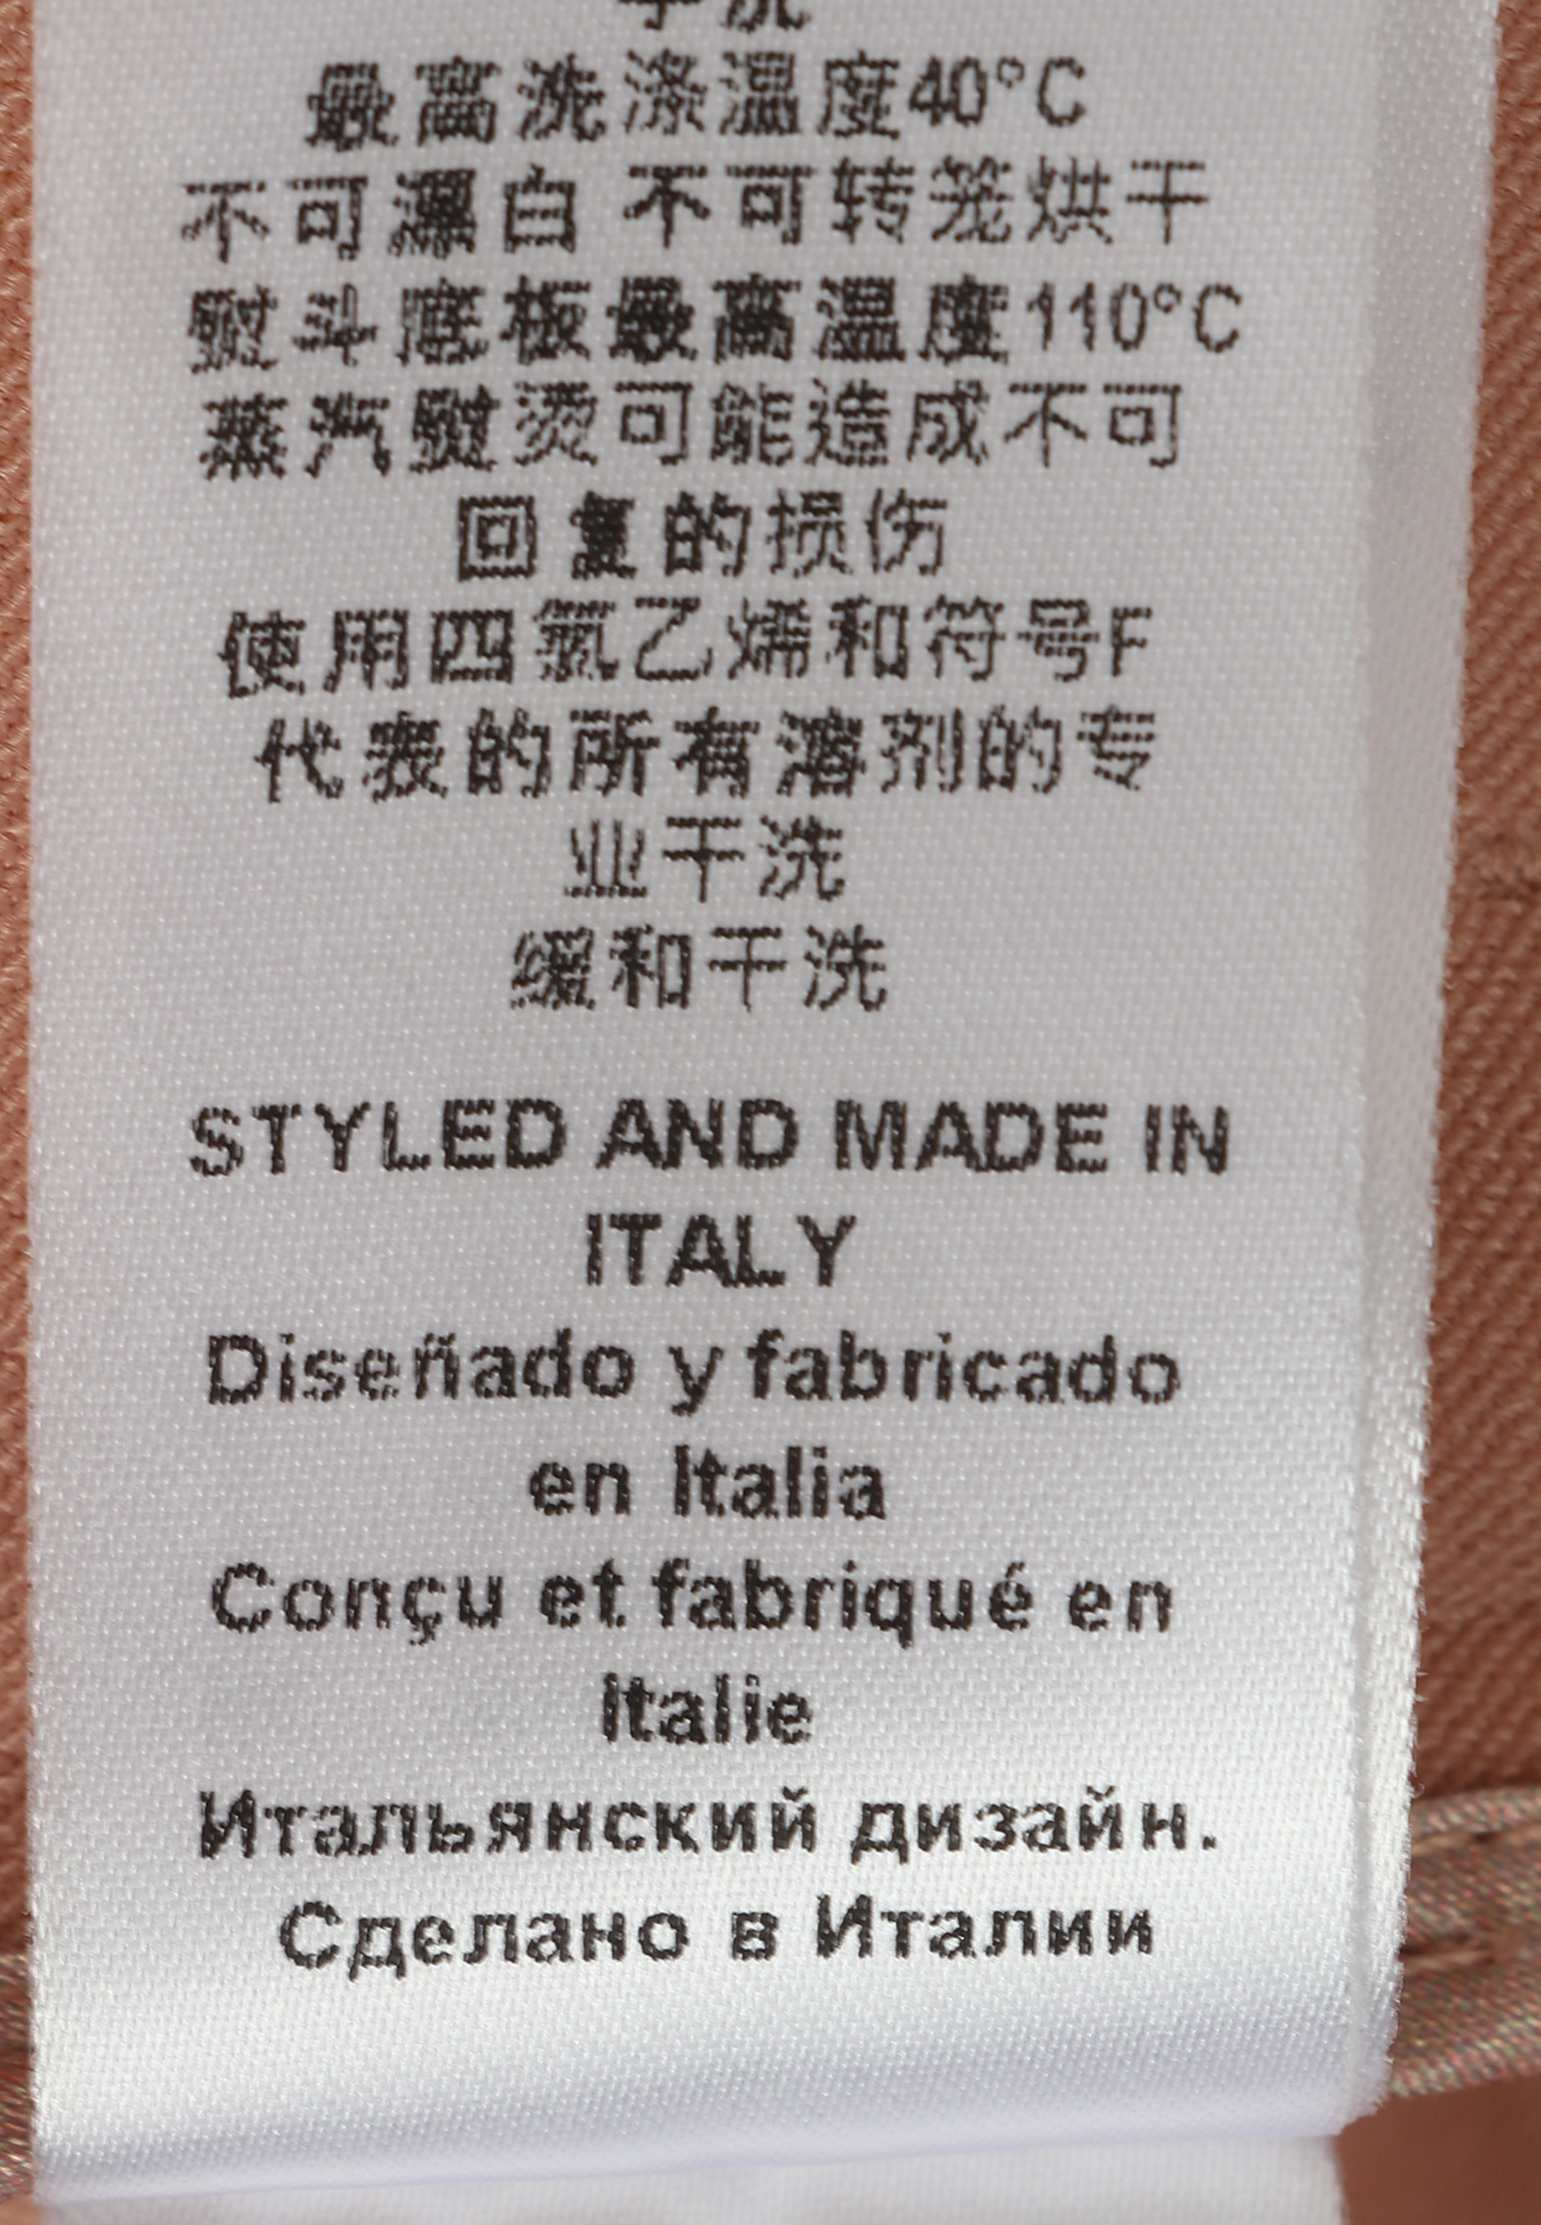 手洗
最高洗涤温度40°C
不可漂白 不可转笼烘干
熨斗底板最高温度110°C
蒸汽熨烫可能造成不可
回复的损伤
使用四氯乙烯和符号F
代表的所有溶剂的专
业干洗
缓和干洗
STYLED AND MADE IN
ITALY
Diseñado y fabricado
en Italia
Conçu et fabriqué en
Italie
Итальянский дизайн.
Сделано в Италии